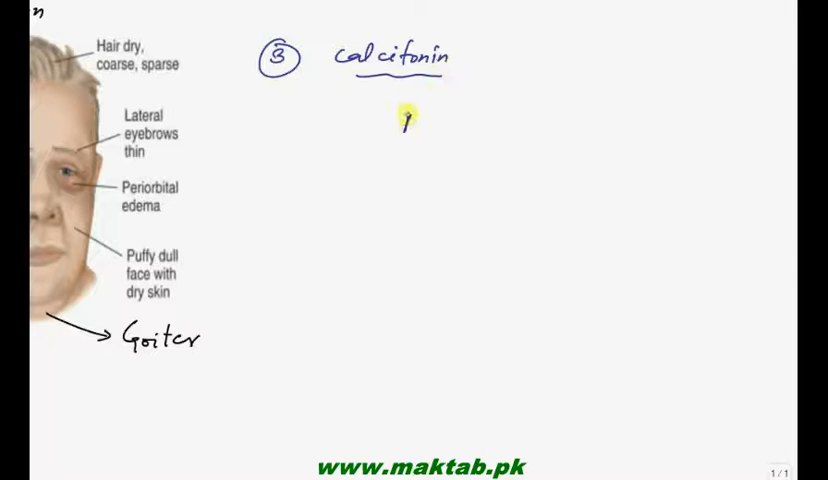 n
Hair dry,
coarse, sparse
Lateral
eyebrows
thin
Periorbital
edema
Puffy dull
face with
dry skin
Goiter
3 calcitonin
www.maktab.pk
1/1